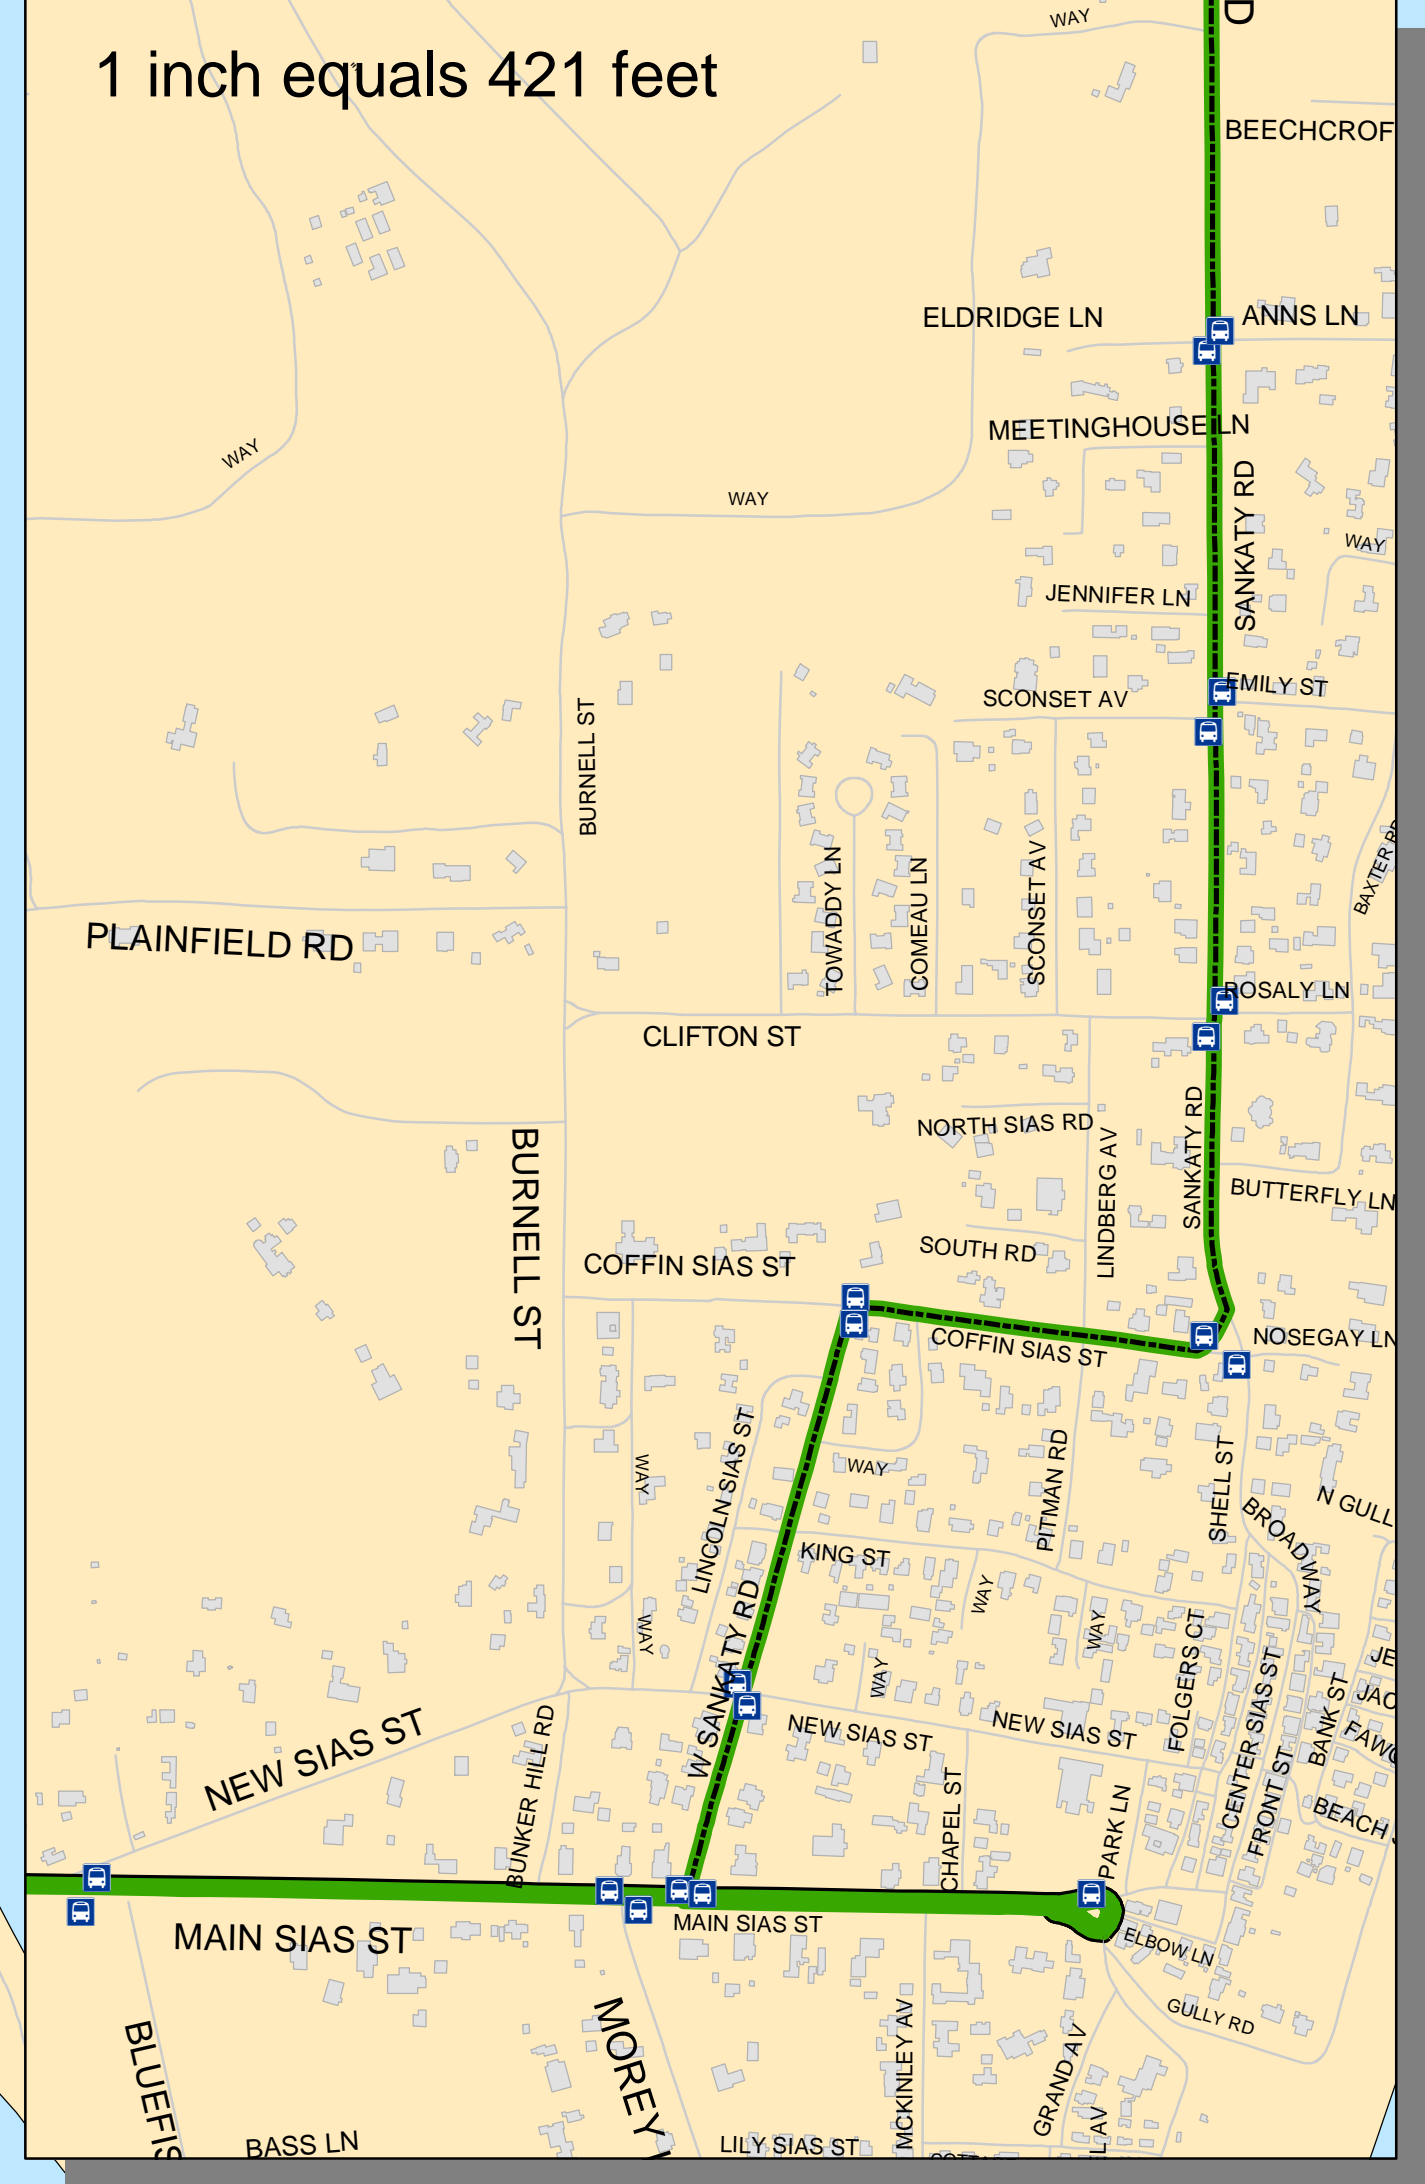 D
WAY
1 inch equals 421 feet
BEECHCROF
ELDRIDGE LN
ANNS LN
MEETINGHOUSE LN
WAY
WAY
SANKATY RD
WAY
JENNIFER LN
EMILY ST
SCONSET AV
BURNELL ST
TOWADDY LN
COMEAU LN
SCONSET AV
BAXTER RD
PLAINFIELD RD
ROSALY LN
CLIFTON ST
NORTH SIAS RD
SANKATY RD
LINDBERG AV
BURNELL ST
BUTTERFLY LN
SOUTH RD
COFFIN SIAS ST
COFFIN SIAS ST
NOSEGAY LN
LINCOLN SIAS ST
WAY
WAY
PITMAN RD
SHELL ST
N GULL
BROADWAY
KING ST
WAY
WAY
WAY
WAY
W SANKATY RD
FOLGERS CT
CENTER SIAS ST
JE
JAC
BANK ST
FAWC
NEW SIAS ST
NEW SIAS ST
NEW SIAS ST
BUNKER HILL RD
CHAPEL ST
PARK LN
FRONT ST
BEACH S
MAIN SIAS ST
MAIN SIAS ST
ELBOW LN
GULLY RD
BLUEFIS
MOREY
MCKINLEY AV
GRAND AV
L AV
BASS LN
LILY SIAS ST